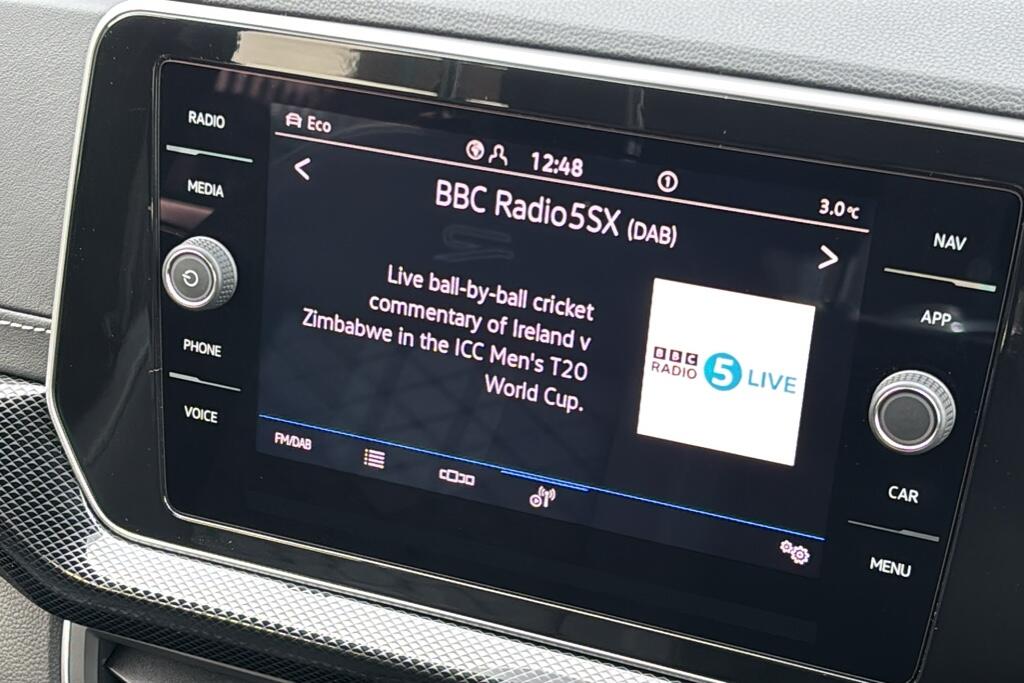 RADIO
MEDIA
PHONE
VOICE
Eco
12:48
1
3.0°C
<
BBC Radio5SX (DAB)
>
Live ball-by-ball cricket
commentary of Ireland v
Zimbabwe in the ICC Men's T20
World Cup.
BBC
RADIO 5 LIVE
FM/DAB
NAV
APP
CAR
MENU